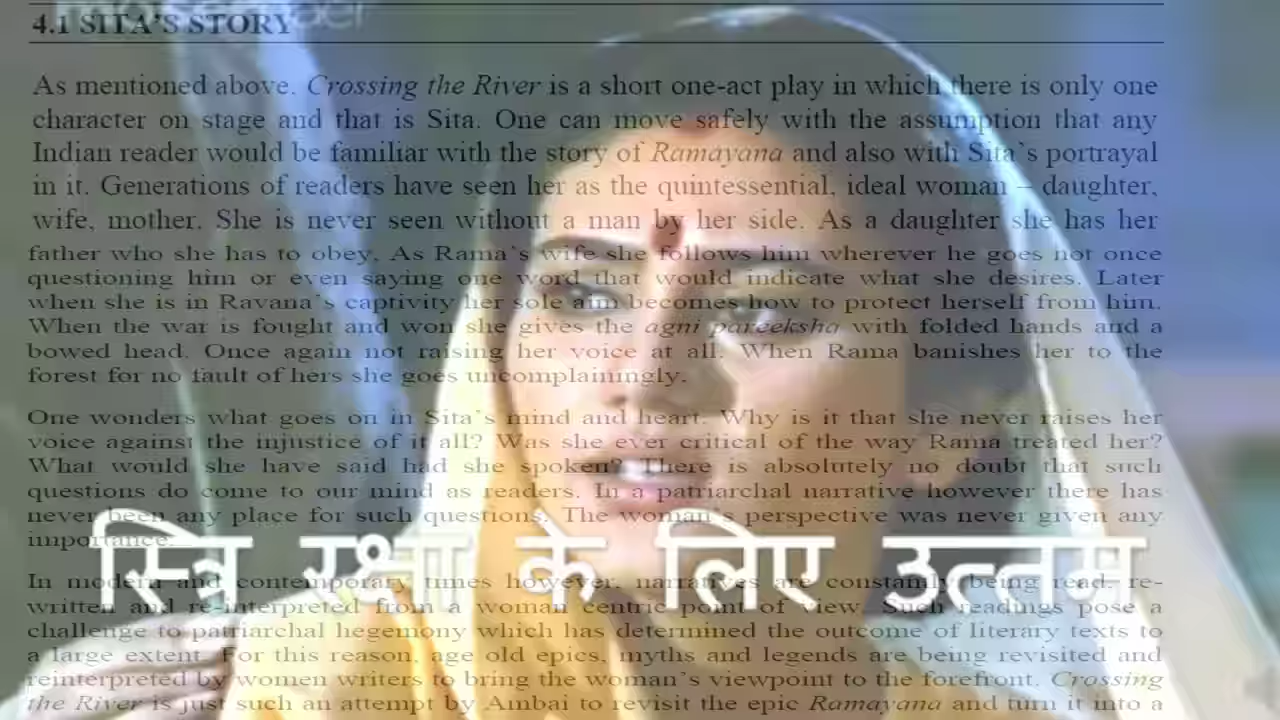 4.1 SITA'S STORY
As mentioned above. Crossing the River is a short one-act play in which there is only one
character on stage and that is Sita. One can move safely with the assumption that any
Indian reader would be familiar with the story of Ramayana and also with Sita's portrayal
in it. Generations of readers have seen her as the quintessential, ideal woman – daughter,
wife, mother. She is never seen without a man by her side. As a daughter she has her
father who she has to obey. As Rama's wife she follows him wherever he goes not once
questioning him or even saying one word that would indicate what she desires. Later
when she is in Ravana's captivity her sole aim becomes how to protect herself from him.
When the war is fought and won she gives the agni pareeksha with folded hands and a
bowed head. Once again not raising her voice at all. When Rama banishes her to the
forest for no fault of hers she goes uncomplainingly.
One wonders what goes on in Sita's mind and heart. Why is it that she never raises her
voice against the injustice of it all? Was she ever critical of the way Rama treated her?
What would she have said had she spoken? There is absolutely no doubt that such
questions do come to our mind as readers. In a patriarchal narrative however there has
never been any place for such questions. The woman's perspective was never given any
importance.
स्त्रि रक्षा के लिए उत्तम
In modern and contemporary times however, narratives are constantly being read, re-
written and re-interpreted from a woman centric point of view. Such readings pose a
challenge to patriarchal hegemony which has determined the outcome of literary texts to
a large extent. For this reason, age old epics, myths and legends are being revisited and
reinterpreted by women writers to bring the woman's viewpoint to the forefront. Crossing
the River is just such an attempt by Ambai to revisit the epic Ramayana and turn it into a